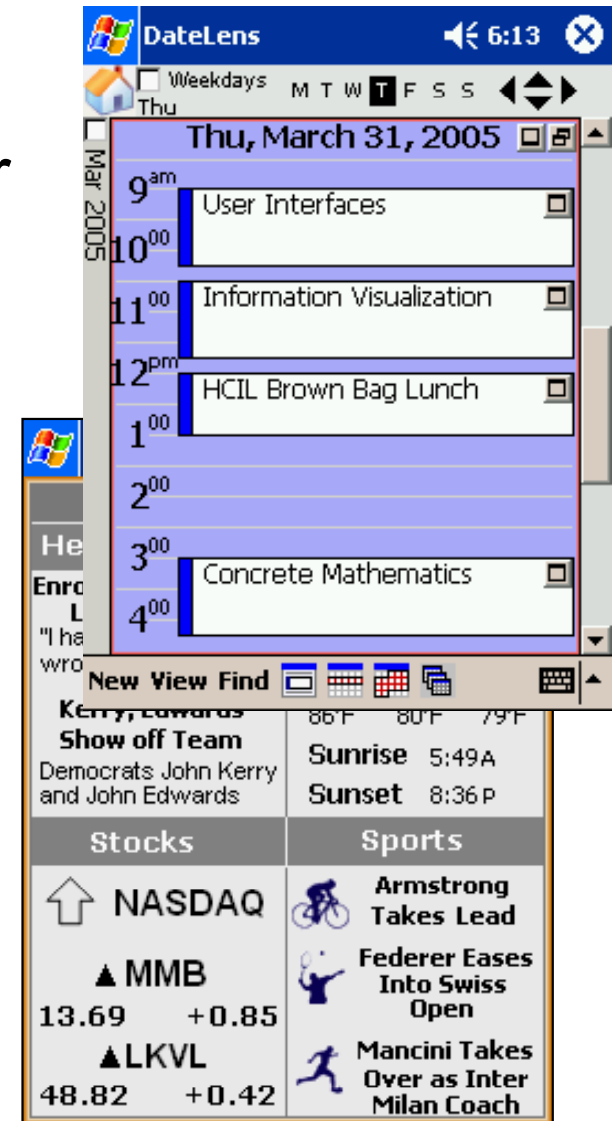 r
DateLens 6:13
Weekdays M T W T F S S
Thu
Mar 2005
Thu, March 31, 2005
9am
User Interfaces
10 00
11 00 Information Visualization
12pm
HCIL Brown Bag Lunch
1 00
2 00
3 00
Concrete Mathematics
4 00
New View Find
He
Enro
L
"I ha
wro
Kerry, Edwards
Show off Team
Democrats John Kerry
and John Edwards
86°F 80°F 79°F
Sunrise 5:49A
Sunset 8:36P
Stocks
NASDAQ
▲MMB
13.69 +0.85
▲LKVL
48.82 +0.42
Sports
Armstrong
Takes Lead
Federer Eases
Into Swiss
Open
Mancini Takes
Over as Inter
Milan Coach